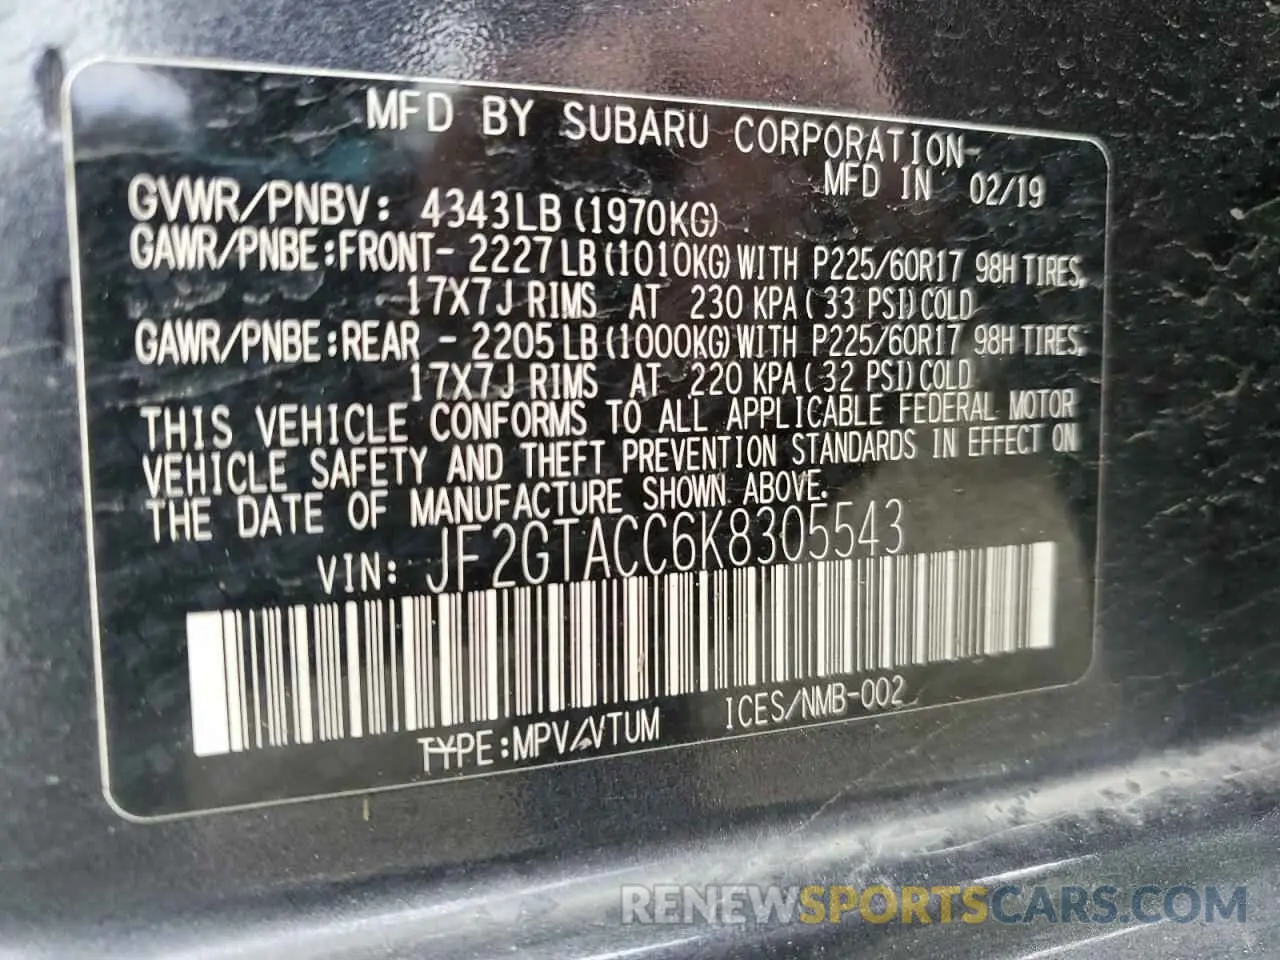 MFD BY SUBARU CORPORATION
MFD IN 02/19
GVWR/PNBV: 4343LB(1970KG)
GAWR/PNBE:FRONT- 2227LB(1010KG)WITH P225/60R17 98H TIRES,
17X7J RIMS AT 230 KPA( 33 PSI)COLD
GAWR/PNBE:REAR - 2205LB(1000KG)WITH P225/60R17 98H TIRES,
17X7J RIMS AT 220 KPA( 32 PSI)COLD
THIS VEHICLE CONFORMS TO ALL APPLICABLE FEDERAL MOTOR
VEHICLE SAFETY AND THEFT PREVENTION STANDARDS IN EFFECT ON
THE DATE OF MANUFACTURE SHOWN ABOVE.
VIN: JF2GTACC6K8305543
TYPE:MPV/VTUM ICES/NMB-002
RENEWSPORTSCARS.COM